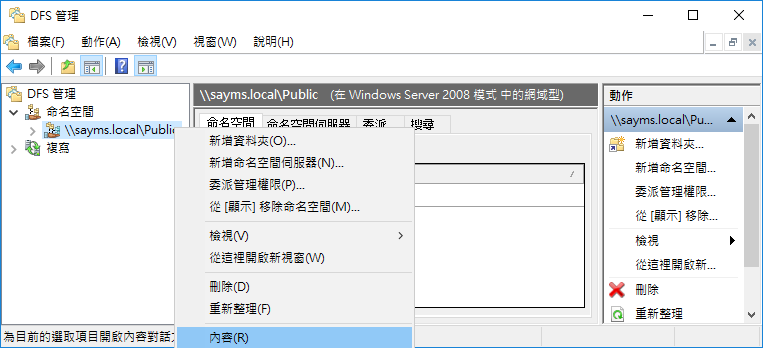 DFS 管理
檔案(F) 動作(A) 檢視(V) 視窗(W) 說明(H)
DFS 管理
命名空間
\\sayms.local\Public
複寫
\\sayms.local\Public (在 Windows Server 2008 模式 中的網域型)
命名空間 命名空間伺服器 委派 搜尋
新增資料夾(O)...
新增命名空間伺服器(N)...
委派管理權限(P)...
從 [顯示] 移除命名空間(M)...
檢視(V)
從這裡開啟新視窗(W)
刪除(D)
重新整理(F)
內容(R)
動作
\\sayms.local\Pu...
新增資料夾...
新增命名空間...
委派管理權限...
從 [顯示] 移除...
檢視
從這裡開啟新...
刪除
重新整理
為目前的選取項目開啟內容對話